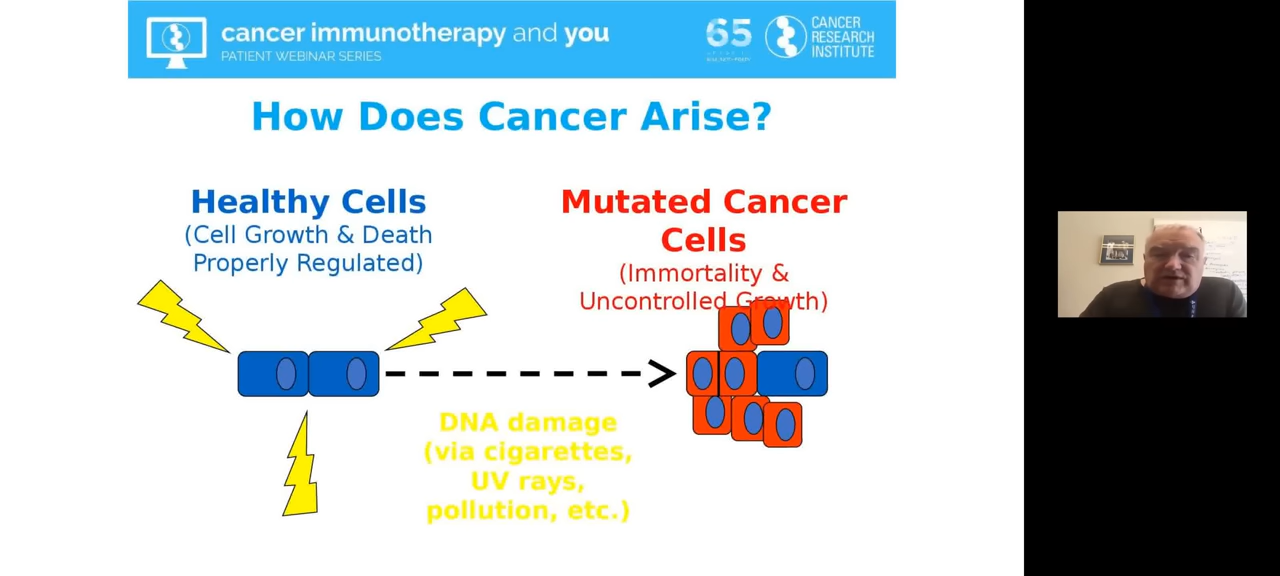 cancer immunotherapy and you
PATIENT WEBINAR SERIES
65
CANCER
RESEARCH
INSTITUTE
How Does Cancer Arise?
Healthy Cells
(Cell Growth & Death
Properly Regulated)
Mutated Cancer
Cells
(Immortality &
Uncontrolled Growth)
DNA damage
(via cigarettes,
UV rays,
pollution, etc.)